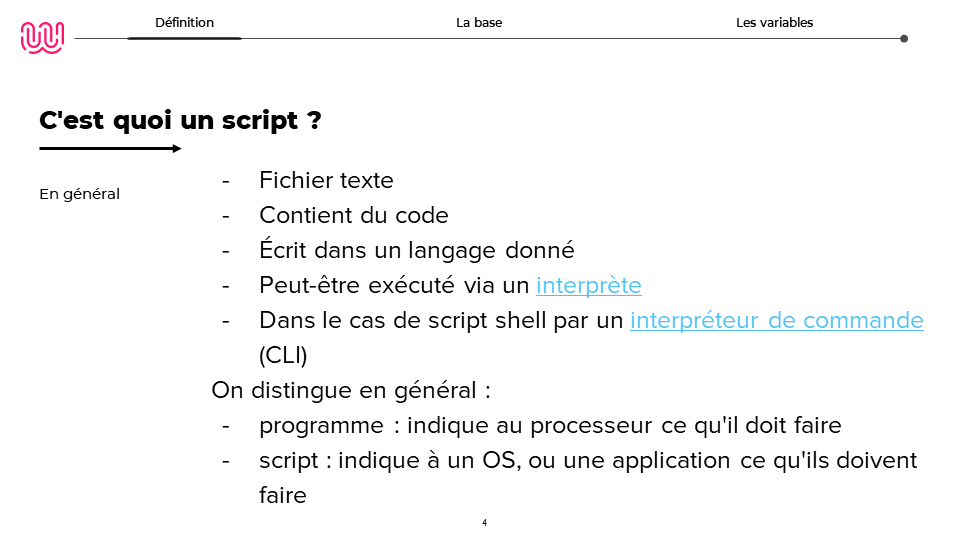 Définition
La base
Les variables
C'est quoi un script ?
En général
- Fichier texte
- Contient du code
- Écrit dans un langage donné
- Peut-être exécuté via un interprète
- Dans le cas de script shell par un interpréteur de commande
(CLI)
On distingue en général :
- programme : indique au processeur ce qu'il doit faire
- script : indique à un OS, ou une application ce qu'ils doivent
faire
4